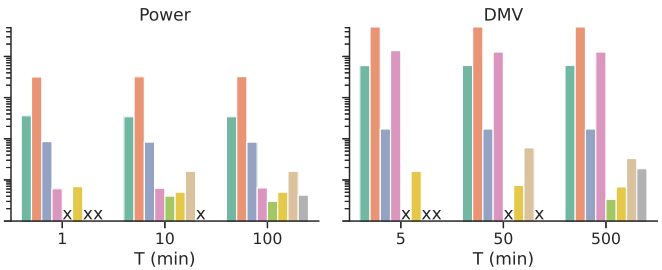 Power
DMV
x xx x
x xx x x
1 10 100
5 50 500
T (min)
T (min)